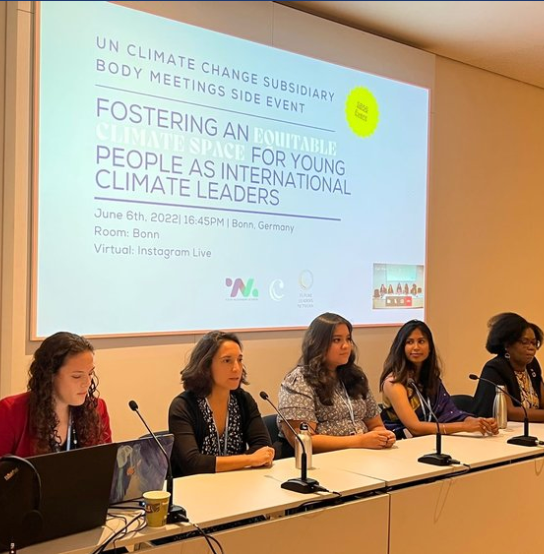 UN CLIMATE CHANGE SUBSIDIARY
BODY MEETINGS SIDE EVENT
FOSTERING AN EQUITABLE
CLIMATE SPACE FOR YOUNG
PEOPLE AS INTERNATIONAL
CLIMATE LEADERS
June 6th, 2022| 16:45PM | Bonn, Germany
Room: Bonn
Virtual: Instagram Live